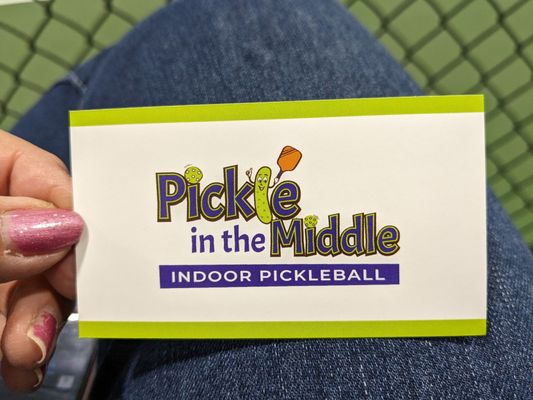 Pickle
in the Middle
INDOOR PICKLEBALL